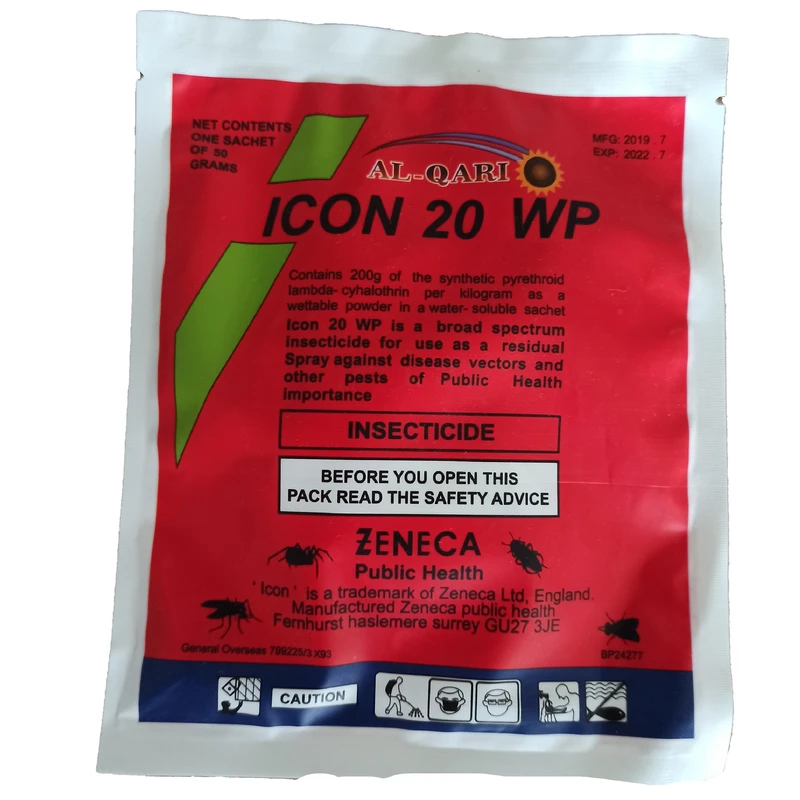 NET CONTENTS
ONE SACHET
OF 50
GRAMS
MFG: 2019 . 7
EXP: 2022 . 7
AL-QARI
ICON 20 WP
Contains 200g of the synthetic pyrethroid
lambda- cyhalothrin per kilogram as a
wettable powder in a water- soluble sachet
Icon 20 WP is a broad spectrum
insecticide for use as a residual
Spray against disease vectors and
other pests of Public Health
importance
INSECTICIDE
BEFORE YOU OPEN THIS
PACK READ THE SAFETY ADVICE
ZENECA
Public Health
' Icon ' is a trademark of Zeneca Ltd, England.
Manufactured Zeneca public health
Fernhurst haslemere surrey GU27 3JE
General Overseas 799225/3 X93
BP24277
CAUTION